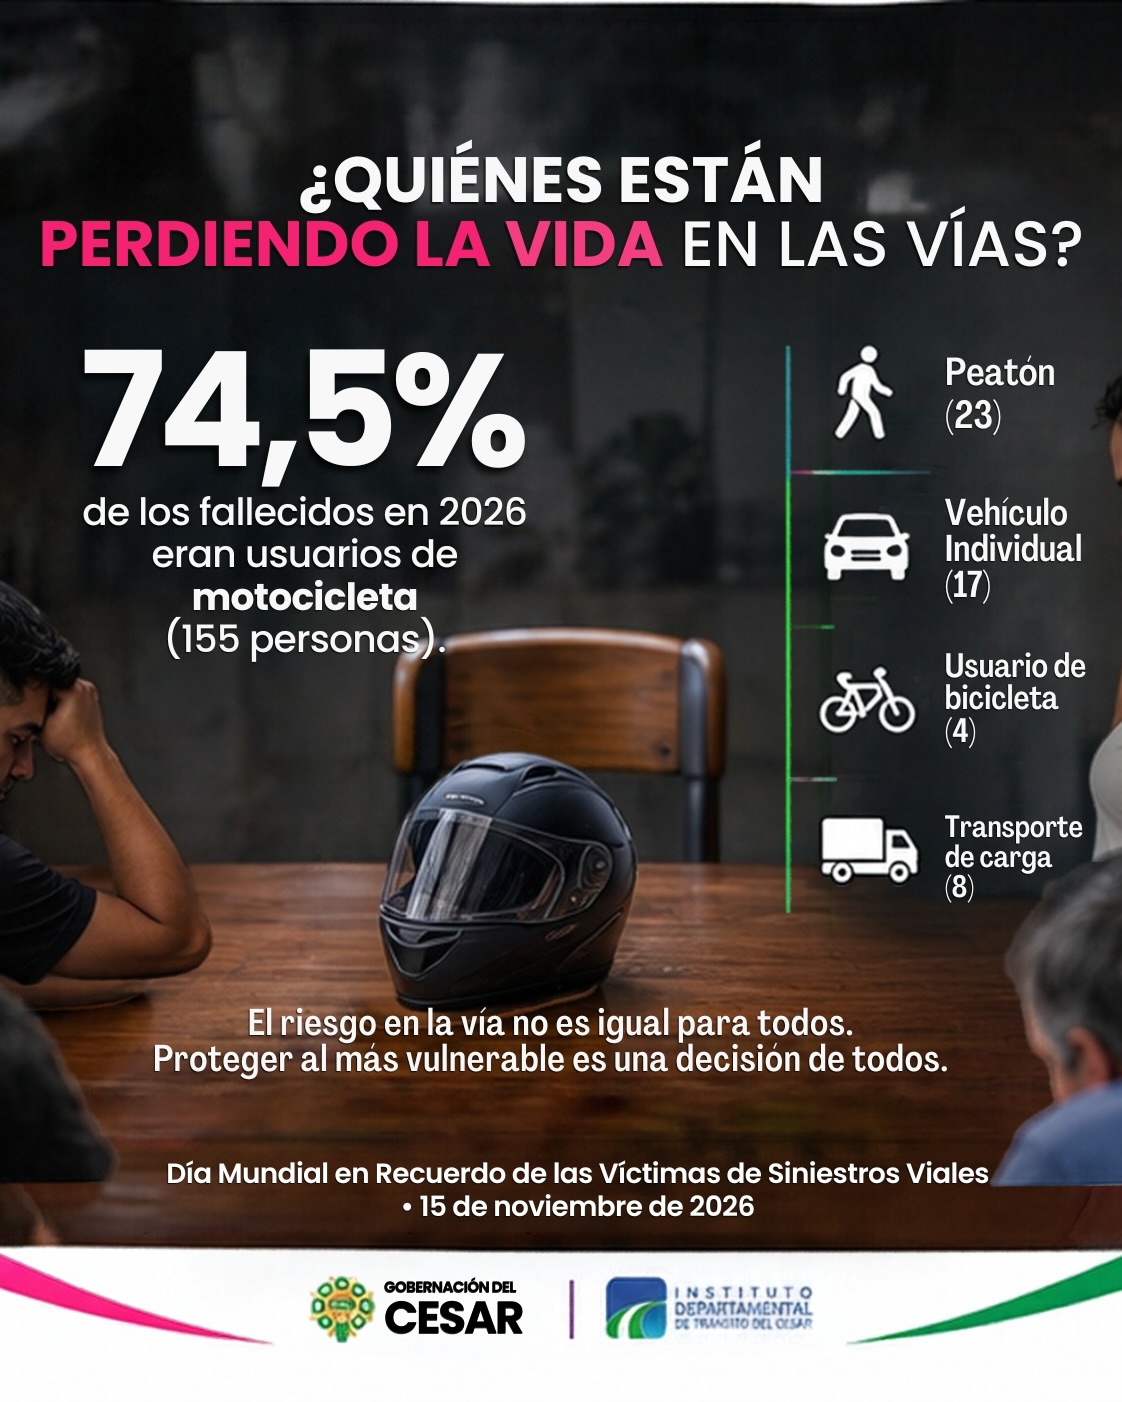 ¿QUIÉNES ESTÁN
PERDIENDO LA VIDA EN LAS VÍAS?
74,5%
de los fallecidos en 2026
eran usuarios de
motocicleta
(155 personas).
Peatón
(23)
Vehículo
Individual
(17)
Usuario de
bicicleta
(4)
Transporte
de carga
(8)
El riesgo en la vía no es igual para todos.
Proteger al más vulnerable es una decisión de todos.
Día Mundial en Recuerdo de las Víctimas de Siniestros Viales
• 15 de noviembre de 2026
GOBERNACIÓN DEL
CESAR
INSTITUTO
DEPARTAMENTAL
DE TRANSITO DEL CESAR